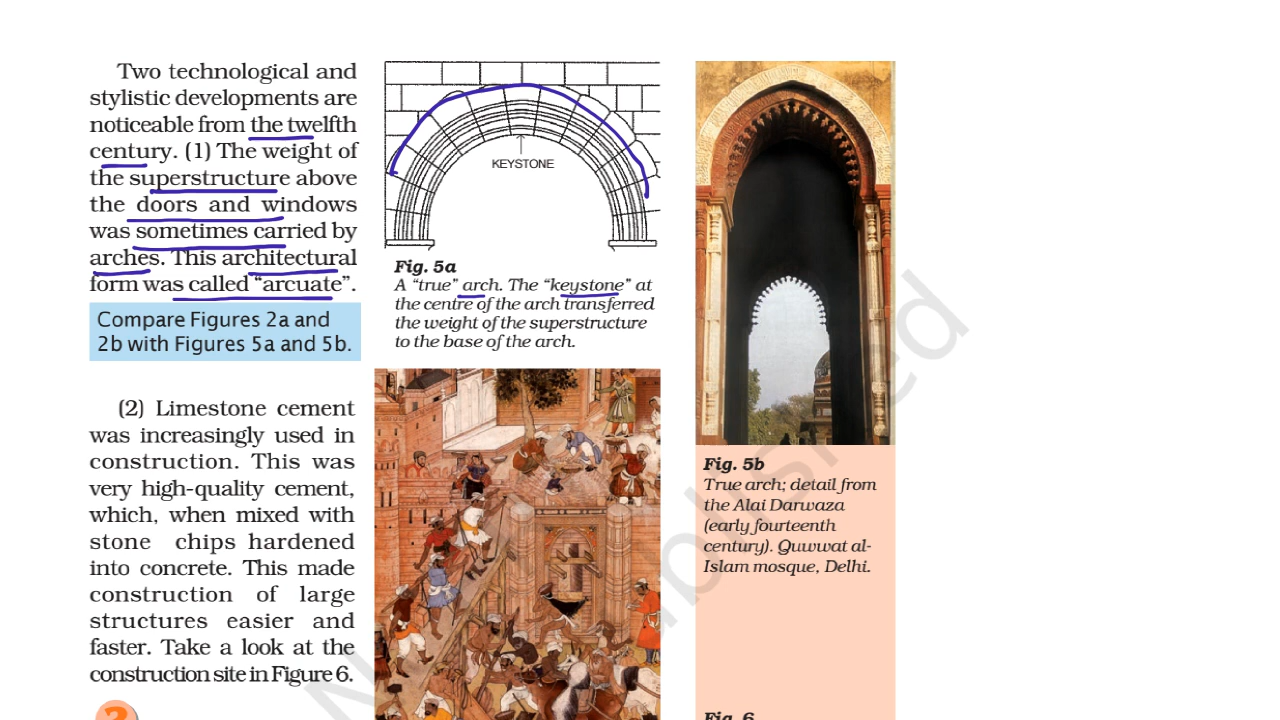 Two technological and
stylistic developments are
noticeable from the twelfth
century. (1) The weight of
the superstructure above
the doors and windows
was sometimes carried by
arches. This architectural
form was called “arcuate”.
Compare Figures 2a and
2b with Figures 5a and 5b.
(2) Limestone cement
was increasingly used in
construction. This was
very high-quality cement,
which, when mixed with
stone chips hardened
into concrete. This made
construction of large
structures easier and
faster. Take a look at the
construction site in Figure 6.
KEYSTONE
Fig. 5a
A “true” arch. The “keystone” at
the centre of the arch transferred
the weight of the superstructure
to the base of the arch.
Fig. 5b
True arch; detail from
the Alai Darwaza
(early fourteenth
century). Quwwat al-
Islam mosque, Delhi.
Fig. 6